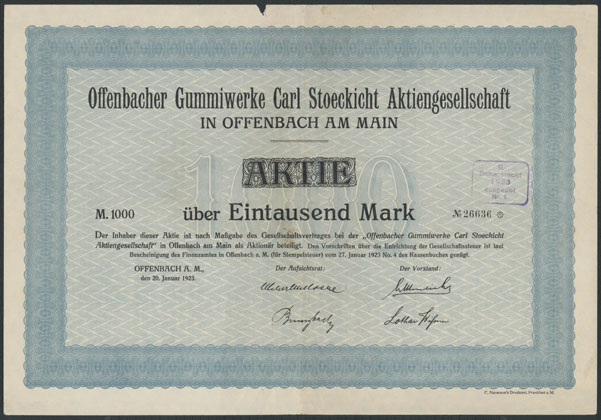 Offenbacher Gummiwerke Carl Stoeckicht Aktiengesellschaft
IN OFFENBACH AM MAIN
1000
AKTIE
M. 1000
über Eintausend Mark
№ 26636
Der Inhaber dieser Aktie ist nach Maßgabe des Gesellschaftsvertrages bei der „Offenbacher Gummiwerke Carl Stoeckicht
Aktiengesellschaft" in Offenbach am Main als Aktionär beteiligt. Den Vorschriften über die Entrichtung der Gesellschaftssteuer ist laut
Bescheinigung des Finanzamtes in Offenbach a. M. (für Stempelsteuer) vom 27. Januar 1923 No. 4 des Kassenbuches genügt.
OFFENBACH A. M.,
den 20. Januar 1923.
Der Aufsichtsrat:
Der Vorstand:
C. Naumann's Druckerei, Frankfurt a. M.